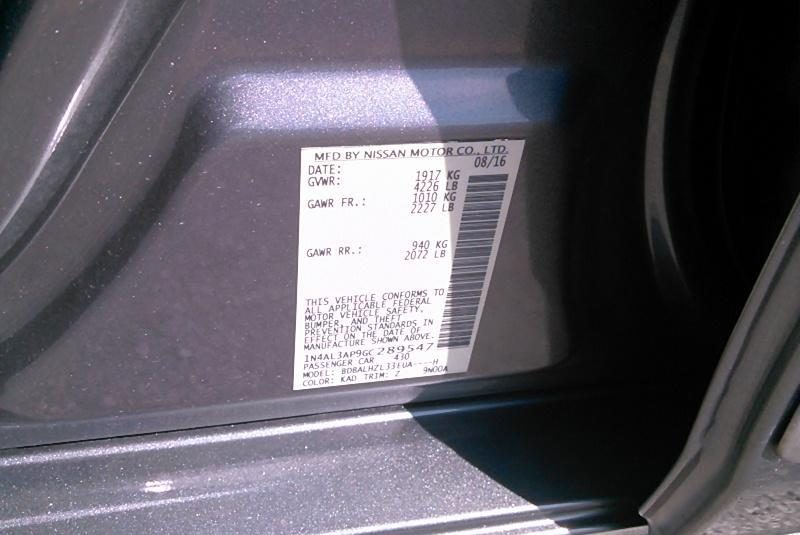 MFD BY NISSAN MOTOR CO., LTD.
DATE: 08/16
GVWR: 1917 KG
4226 LB
GAWR FR.: 1010 KG
2227 LB
GAWR RR.: 940 KG
2072 LB
THIS VEHICLE CONFORMS TO
ALL APPLICABLE FEDERAL
MOTOR VEHICLE SAFETY,
BUMPER, AND THEFT
PREVENTION STANDARDS IN
EFFECT ON THE DATE OF
MANUFACTURE SHOWN ABOVE.
1N4AL3AP9GC289547
PASSENGER CAR 430
MODEL: BDBALHZL33EUA----H
COLOR: KAD TRIM: Z 9N00A